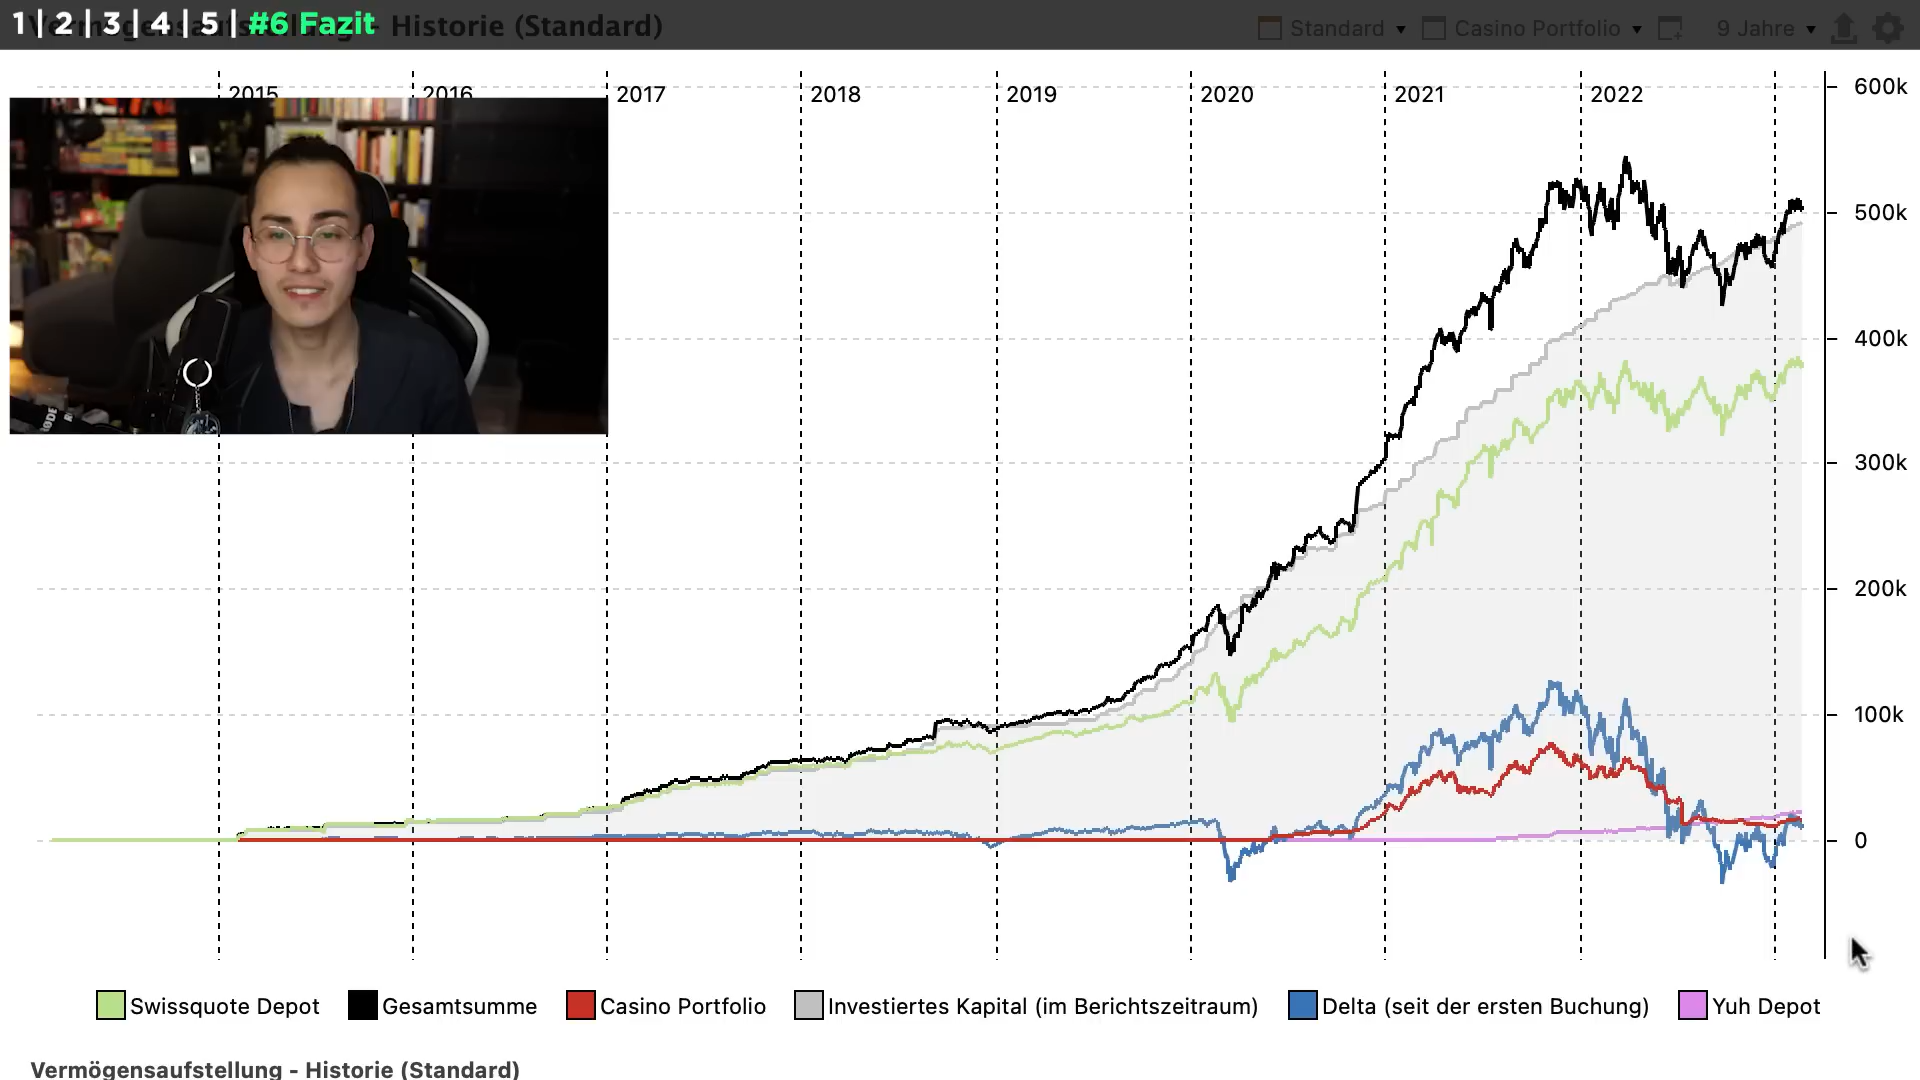 1 | 2 | 3 | 4 | 5 | #6 Fazit
Vermögensaufstellung - Historie (Standard)
Standard
Casino Portfolio
9 Jahre
2015
2016
2017
2018
2019
2020
2021
2022
600k
500k
400k
300k
200k
100k
0
RØDE
Swissquote Depot
Gesamtsumme
Casino Portfolio
Investiertes Kapital (im Berichtszeitraum)
Delta (seit der ersten Buchung)
Yuh Depot
Vermögensaufstellung - Historie (Standard)